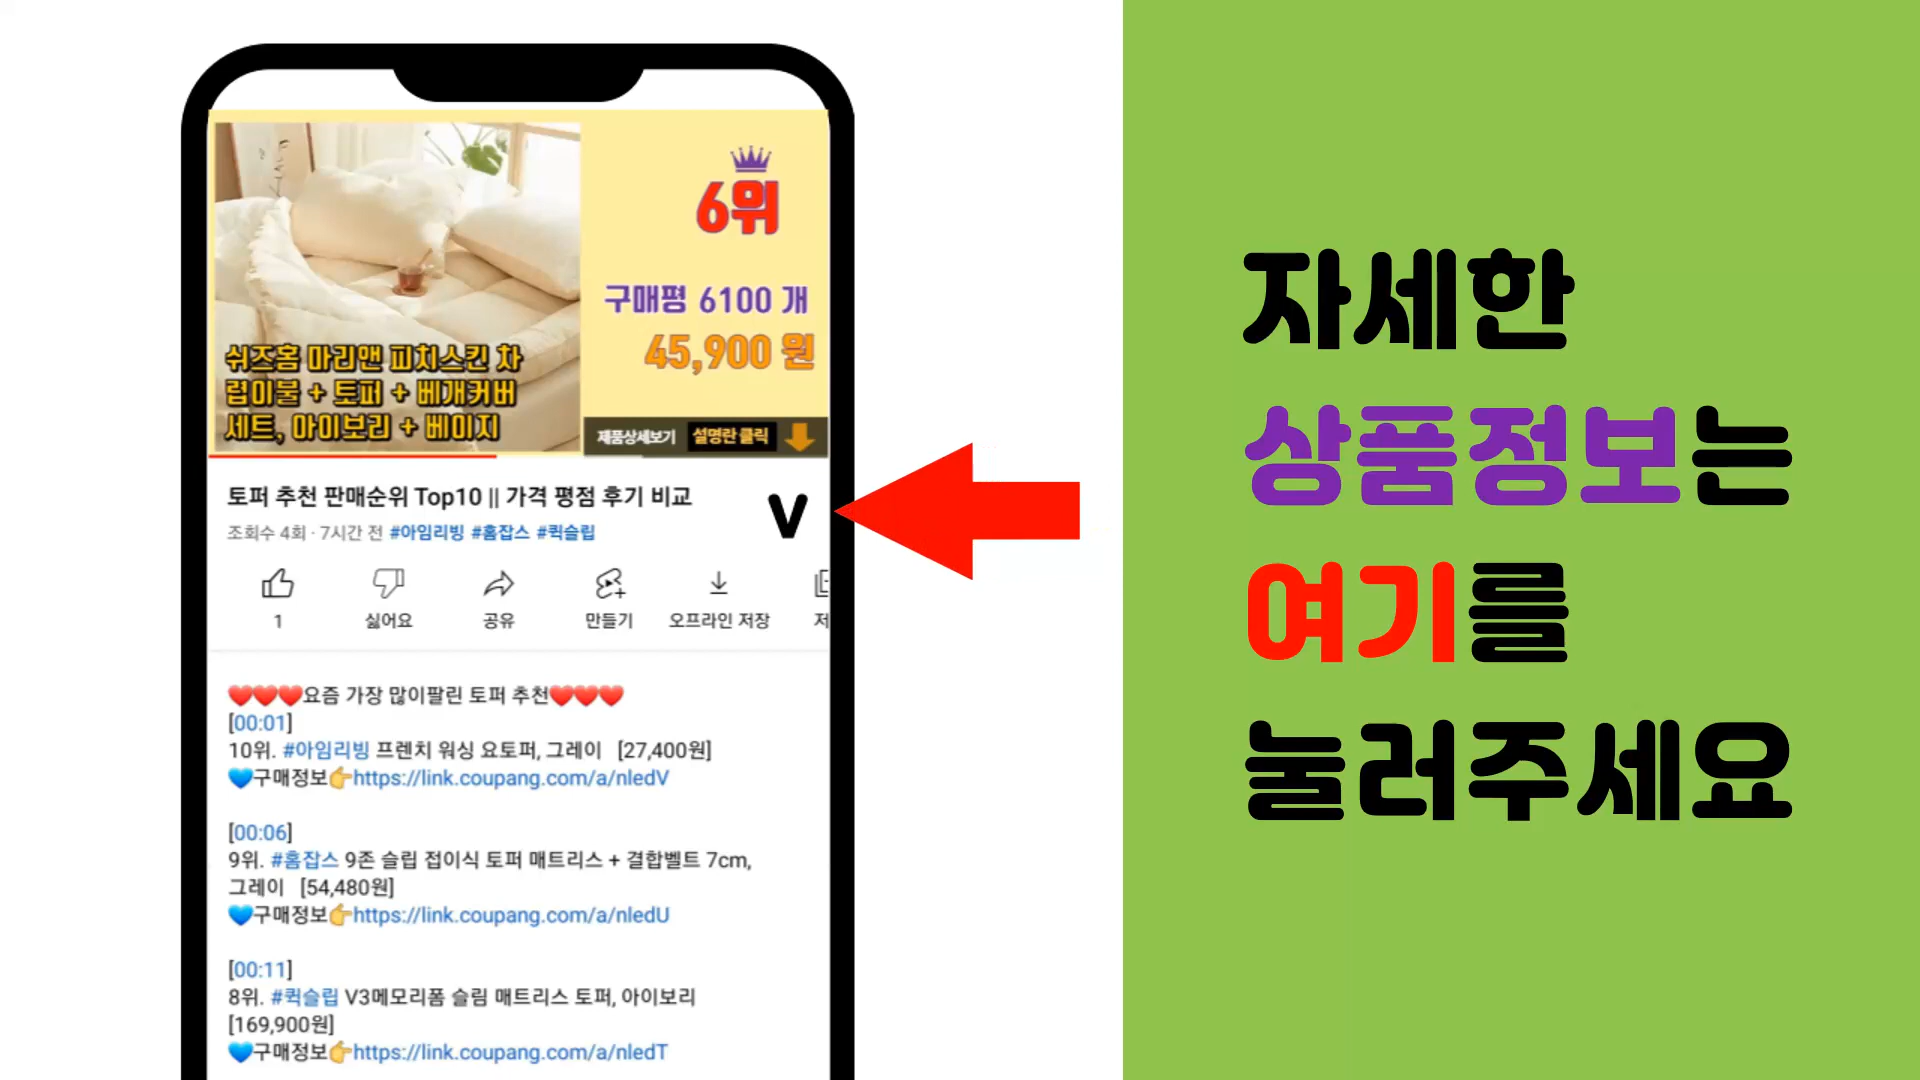 6위
구매평 6100 개
45,900 원
쉬즈홈 마리앤 피치스킨 차
렵이불 + 토퍼 + 베개커버
세트, 아이보리 + 베이지
제품상세보기 설명란 클릭
토퍼 추천 판매순위 Top10 || 가격 평점 후기 비교
V
조회수 4회 · 7시간 전 #아임리빙 #홈잡스 #퀵슬립
1 싫어요 공유 만들기 오프라인 저장 저
❤❤❤요즘 가장 많이팔린 토퍼 추천❤❤❤
[00:01]
10위. #아임리빙 프렌치 워싱 요토퍼, 그레이 [27,400원]
💙구매정보👉https://link.coupang.com/a/nledV
[00:06]
9위. #홈잡스 9존 슬립 접이식 토퍼 매트리스 + 결합벨트 7cm,
그레이 [54,480원]
💙구매정보👉https://link.coupang.com/a/nledU
[00:11]
8위. #퀵슬립 V3메모리폼 슬림 매트리스 토퍼, 아이보리
[169,900원]
💙구매정보👉https://link.coupang.com/a/nledT
자세한
상품정보는
여기를
눌러주세요